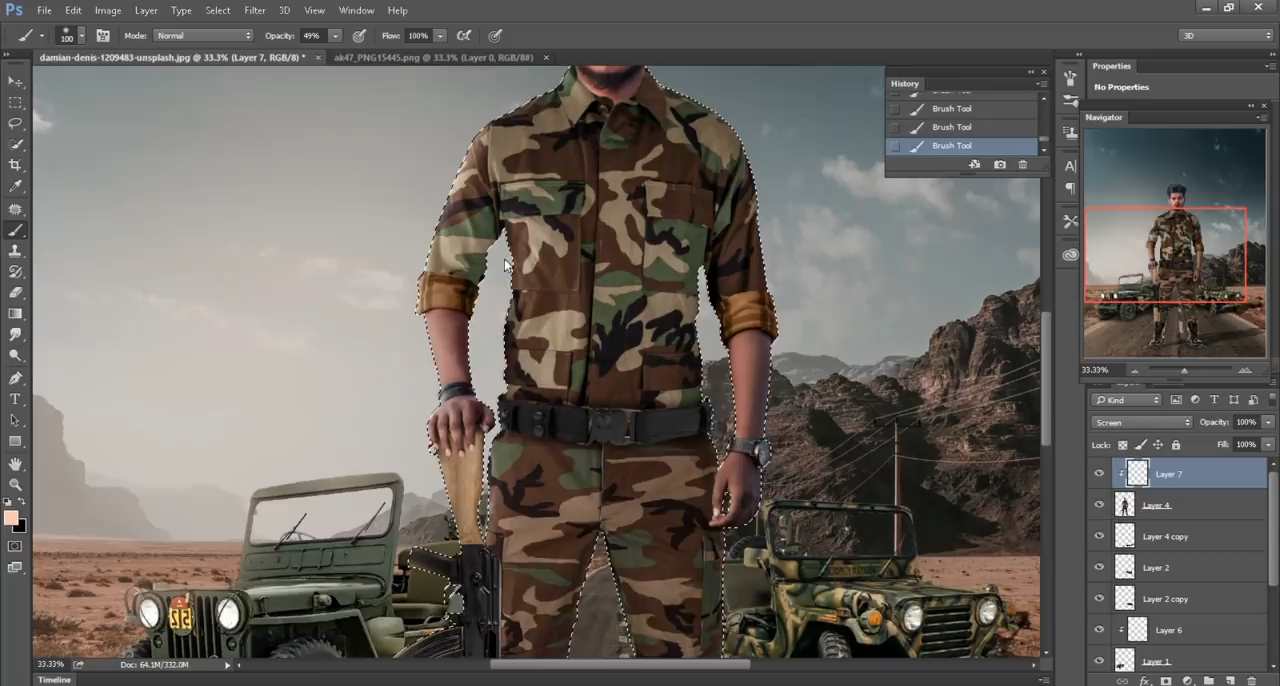 Ps File Edit Image Layer Type Select Filter 3D View Window Help
100 Mode: Normal Opacity: 49% Flow: 100% 3D
damian-denis-1209483-unsplash.jpg @ 33.3% (Layer 7, RGB/8) * × ak47_PNG15445.png @ 33.3% (Layer 0, RGB/8#) ×
Properties
No Properties
History
Brush Tool
Brush Tool
Brush Tool
Navigator
33.33%
Kind
Screen Opacity: 100%
Lock: Fill: 100%
Layer 7
Layer 4
Layer 4 copy
Layer 2
Layer 2 copy
Layer 6
Layer 1
33.33% Doc: 64.1M/332.0M
Timeline